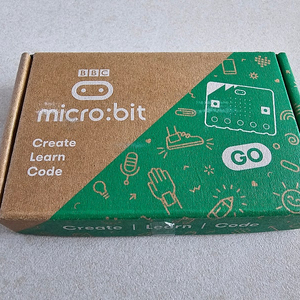 BBC
micro:bit
Create
Learn
Code
GO
Create | Learn | Code